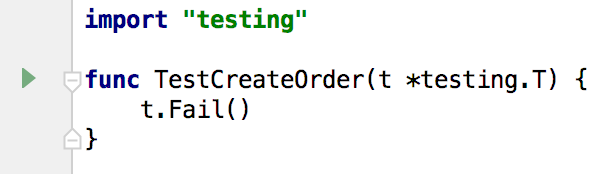 import "testing"
func TestCreateOrder(t *testing.T) {
    t.Fail()
}